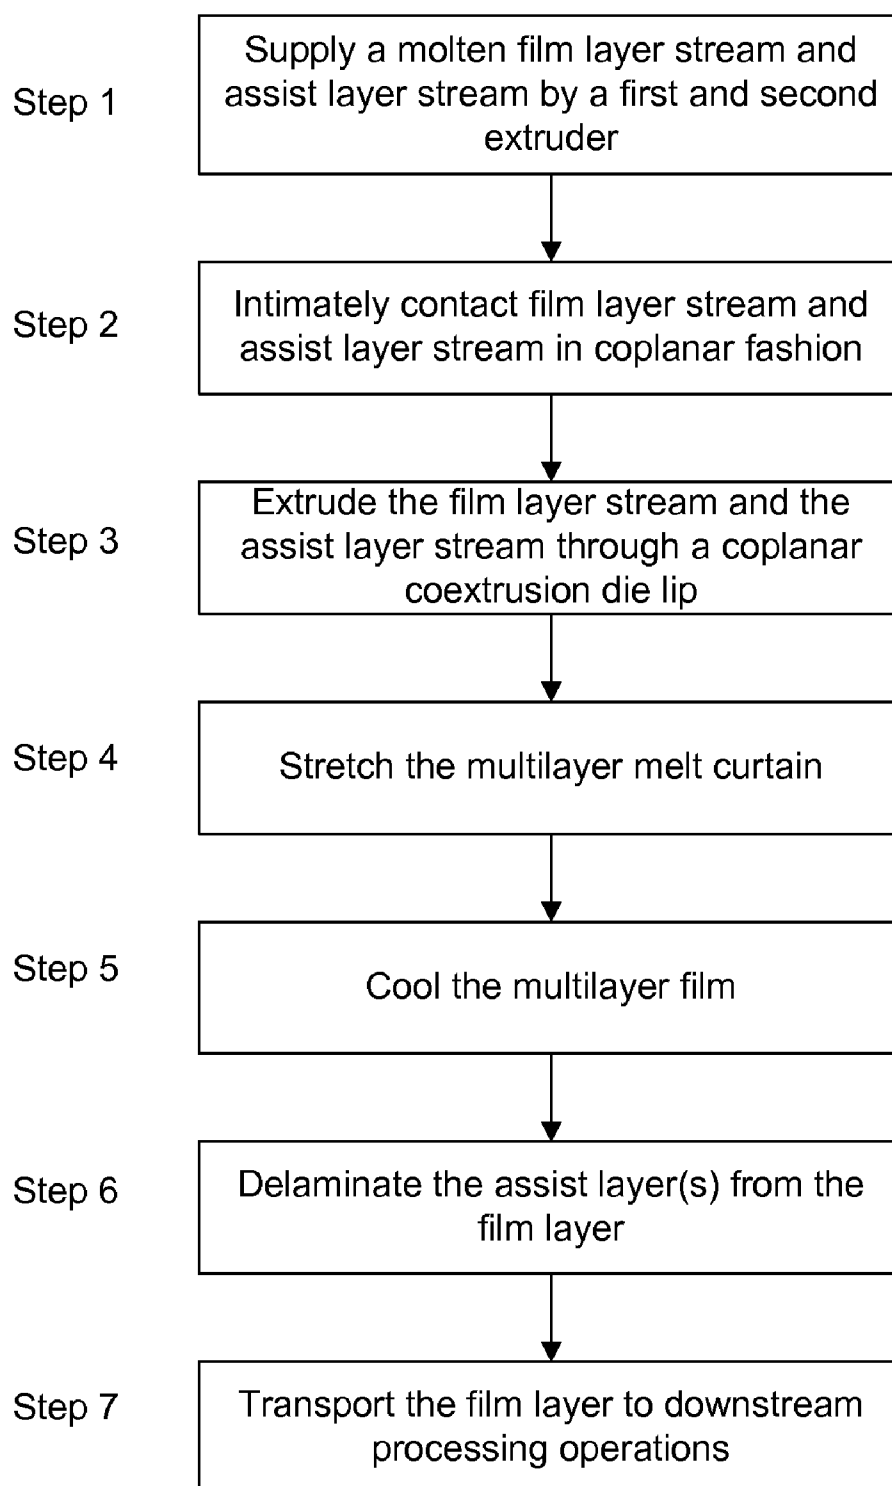 Step 1
Supply a molten film layer stream and
assist layer stream by a first and second
extruder
Step 2
Intimately contact film layer stream and
assist layer stream in coplanar fashion
Step 3
Extrude the film layer stream and the
assist layer stream through a coplanar
coextrusion die lip
Step 4
Stretch the multilayer melt curtain
Step 5
Cool the multilayer film
Step 6
Delaminate the assist layer(s) from the
film layer
Step 7
Transport the film layer to downstream
processing operations